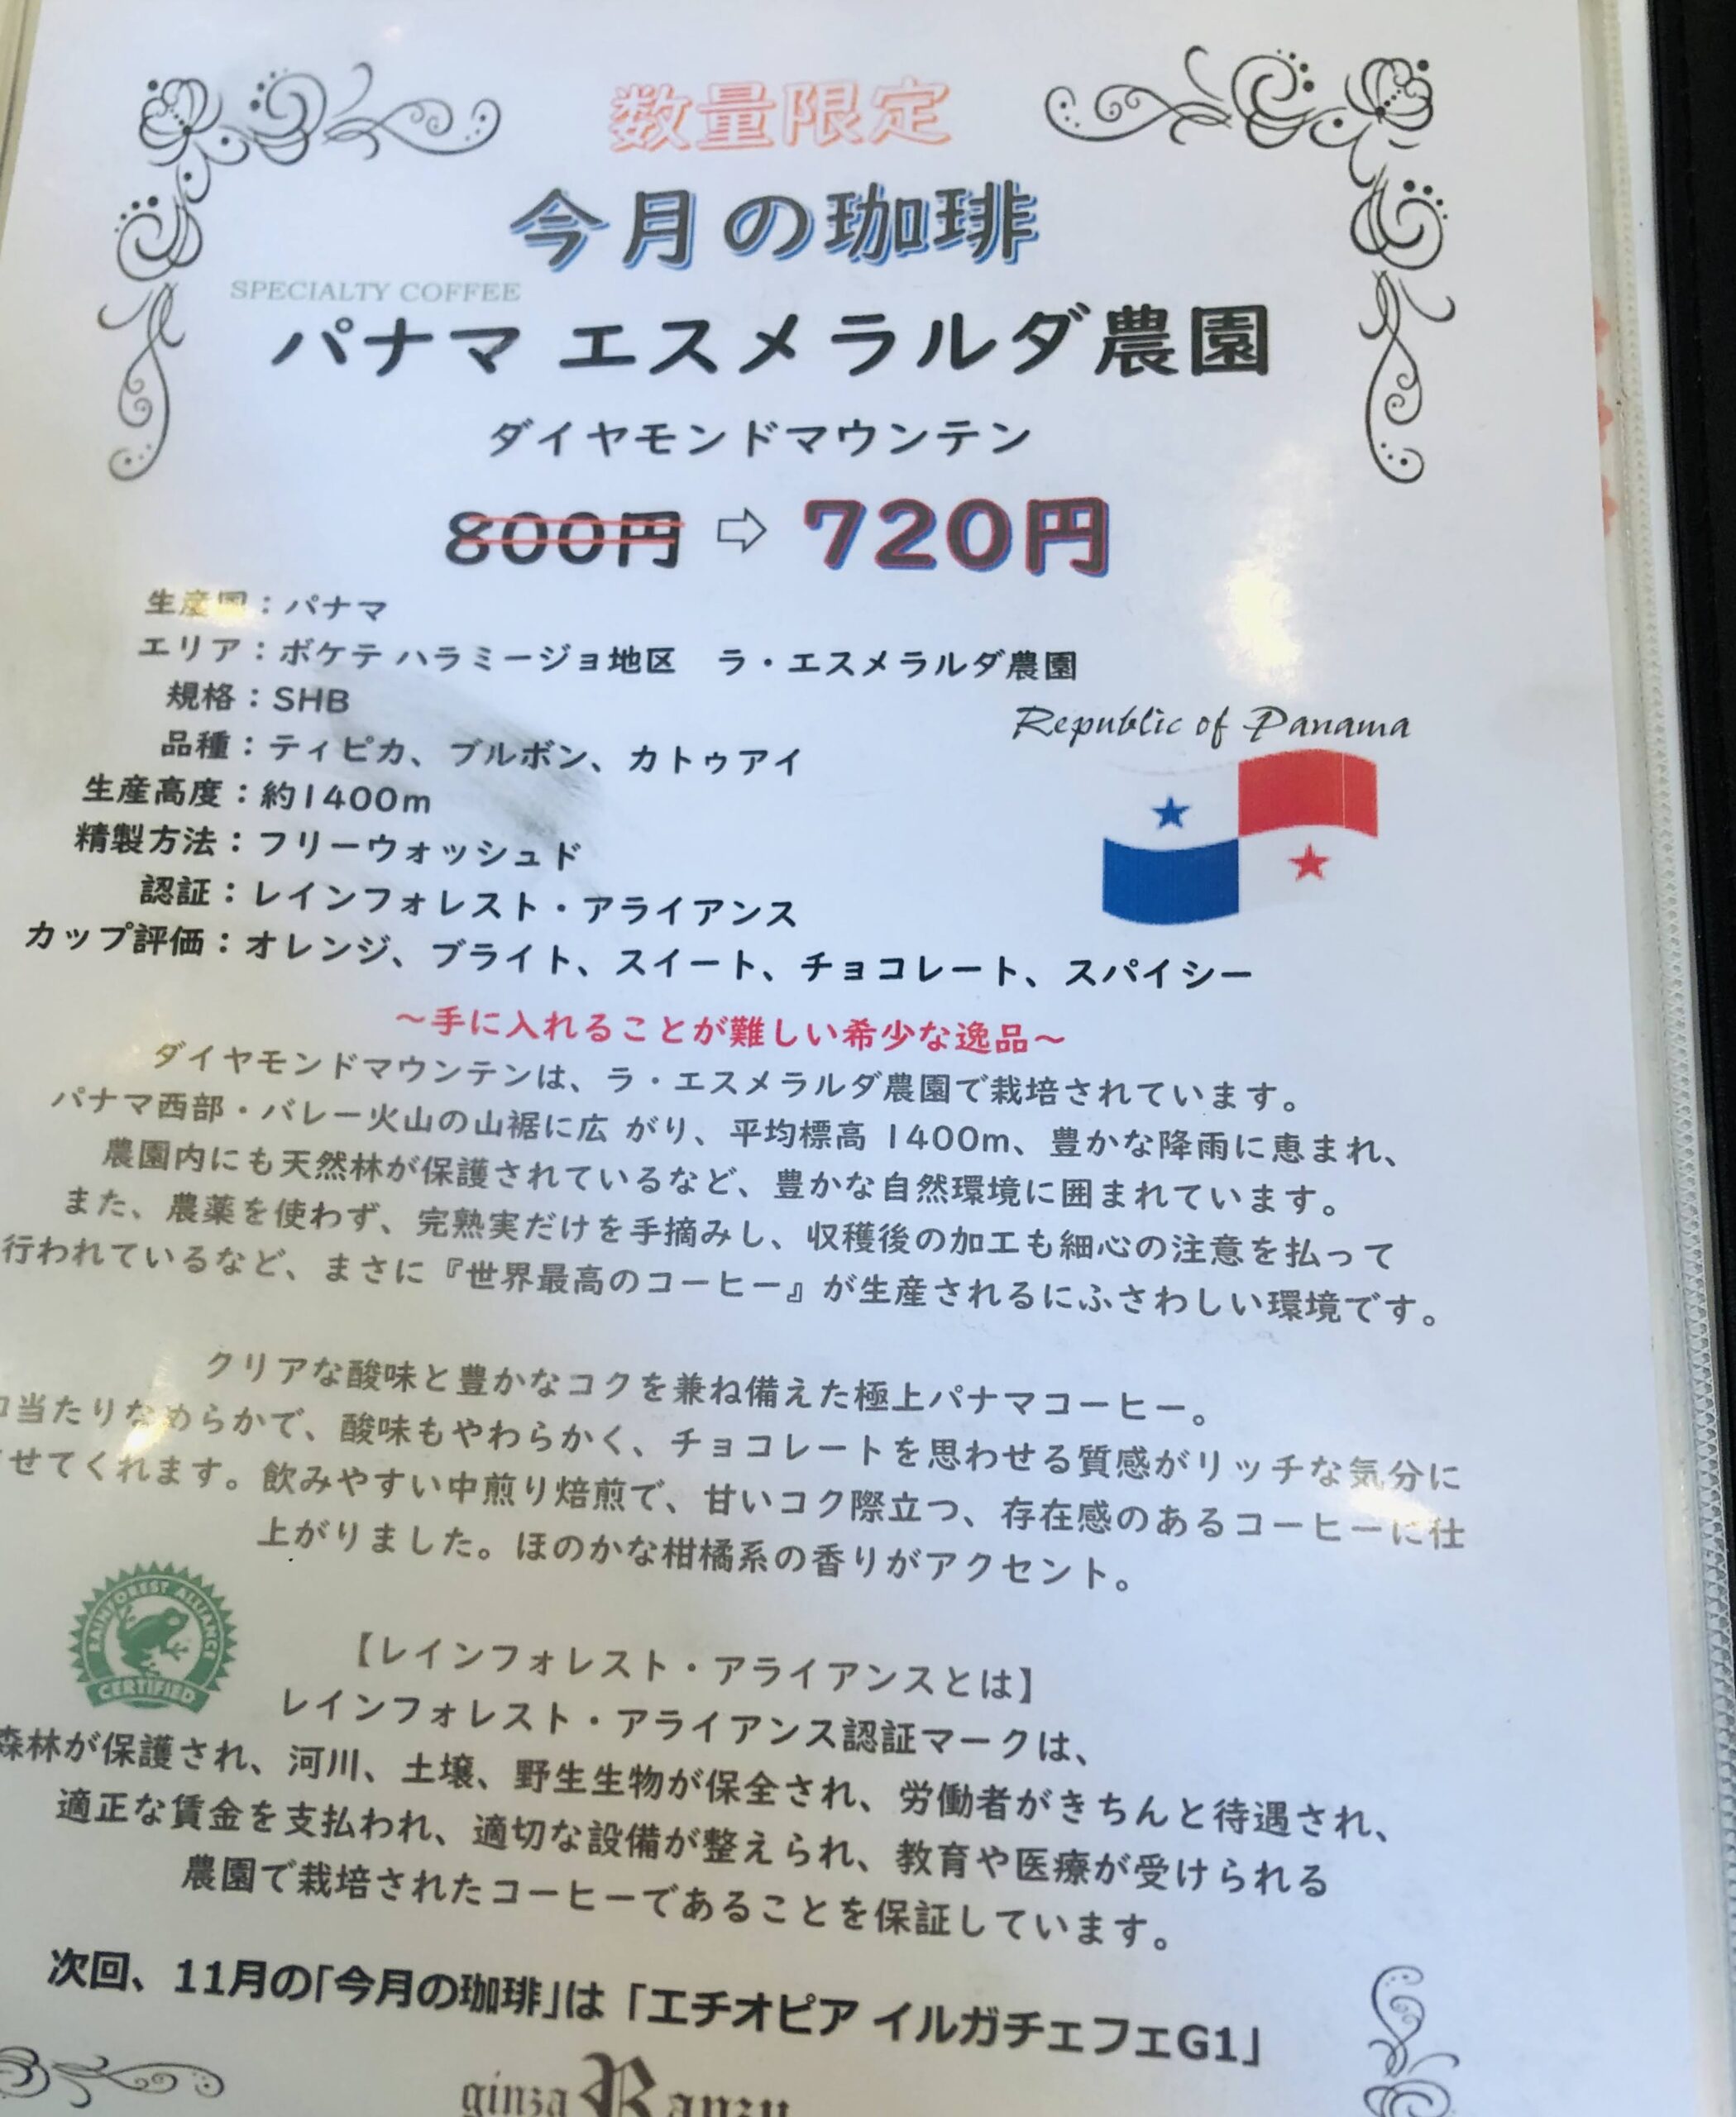 数量限定
今月の珈琲
SPECIALTY COFFEE
パナマ エスメラルダ農園
ダイヤモンドマウンテン
800円 ⇨ 720円
生産国：パナマ
エリア：ボケテ ハラミージョ地区　ラ・エスメラルダ農園
規格：SHB
Republic of Panama
品種：ティピカ、ブルボン、カトゥアイ
生産高度：約1400m
精製方法：フリーウォッシュド
認証：レインフォレスト・アライアンス
カップ評価：オレンジ、ブライト、スイート、チョコレート、スパイシー
～手に入れることが難しい希少な逸品～
ダイヤモンドマウンテンは、ラ・エスメラルダ農園で栽培されています。
パナマ西部・バレー火山の山裾に広 がり、平均標高 1400m、豊かな降雨に恵まれ、
農園内にも天然林が保護されているなど、豊かな自然環境に囲まれています。
また、農薬を使わず、完熟実だけを手摘みし、収穫後の加工も細心の注意を払って
行われているなど、まさに『世界最高のコーヒー』が生産されるにふさわしい環境です。
クリアな酸味と豊かなコクを兼ね備えた極上パナマコーヒー。
口当たりなめらかで、酸味もやわらかく、チョコレートを思わせる質感がリッチな気分に
せてくれます。飲みやすい中煎り焙煎で、甘いコク際立つ、存在感のあるコーヒーに仕
上がりました。ほのかな柑橘系の香りがアクセント。
RAINFOREST ALLIANCE
CERTIFIED
【レインフォレスト・アライアンスとは】
レインフォレスト・アライアンス認証マークは、
森林が保護され、河川、土壌、野生生物が保全され、労働者がきちんと待遇され、
適正な賃金を支払われ、適切な設備が整えられ、教育や医療が受けられる
農園で栽培されたコーヒーであることを保証しています。
次回、11月の「今月の珈琲」は「エチオピア イルガチェフェG1」
ginza Ranzu